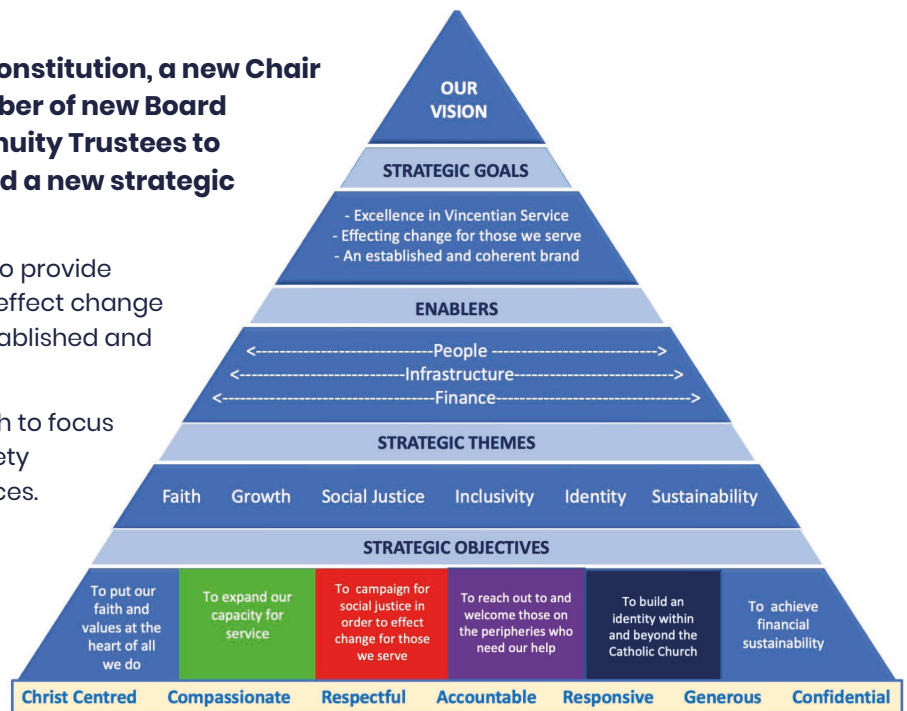 onstitution, a new Chair
ber of new Board
nuity Trustees to
d a new strategic
o provide
effect change
ablished and
h to focus
ety
ces.
OUR
VISION
STRATEGIC GOALS
- Excellence in Vincentian Service
- Effecting change for those we serve
- An established and coherent brand
ENABLERS
<------------------------------People ---------------------------->
<----------------------------Infrastructure--------------------------->
<-----------------------------------Finance--------------------------------->
STRATEGIC THEMES
Faith Growth Social Justice Inclusivity Identity Sustainability
STRATEGIC OBJECTIVES
To put our
faith and
values at the
heart of all
we do
To expand our
capacity for
service
To campaign for
social justice in
order to effect
change for those
we serve
To reach out to and
welcome those on
the peripheries who
need our help
To build an
identity within
and beyond the
Catholic Church
To achieve
financial
sustainability
Christ Centred Compassionate Respectful Accountable Responsive Generous Confidential